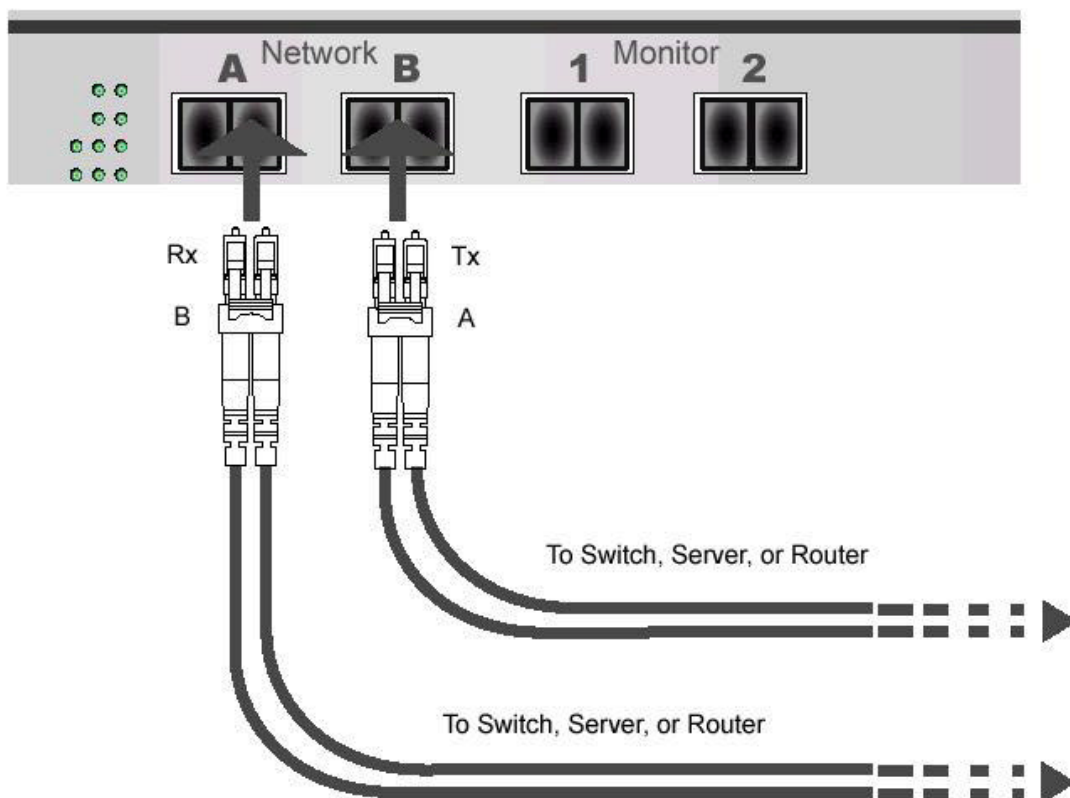 Network Monitor
A B 1 2
Rx Tx
B A
To Switch, Server, or Router
To Switch, Server, or Router